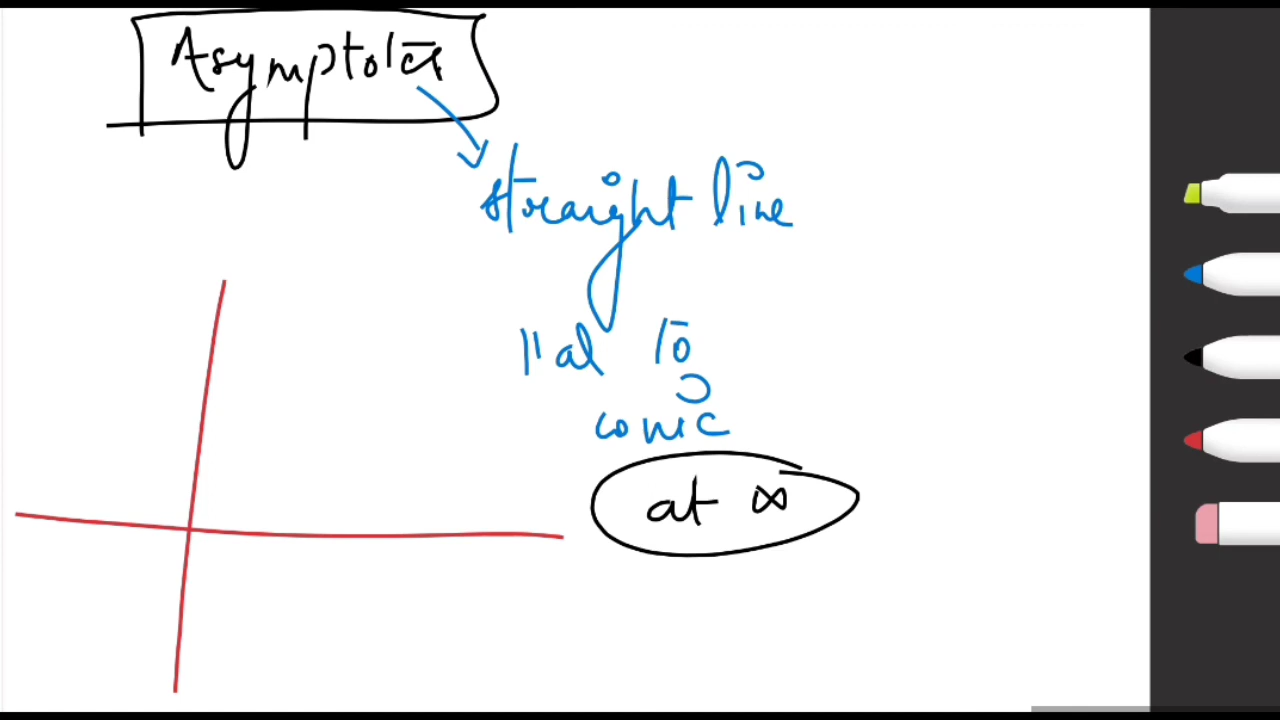 Asymptotes
straight line
||al to
conic
at ∞